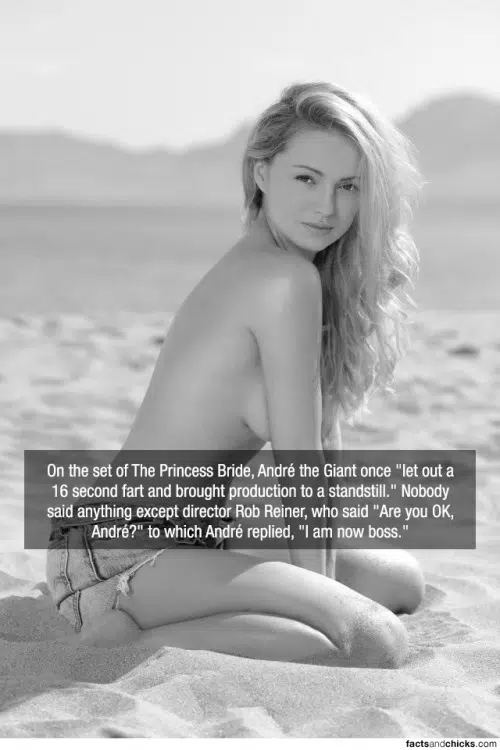 On the set of The Princess Bride, André the Giant once "let out a
16 second fart and brought production to a standstill." Nobody
said anything except director Rob Reiner, who said "Are you OK,
André?" to which André replied, "I am now boss."
factsandchicks.com